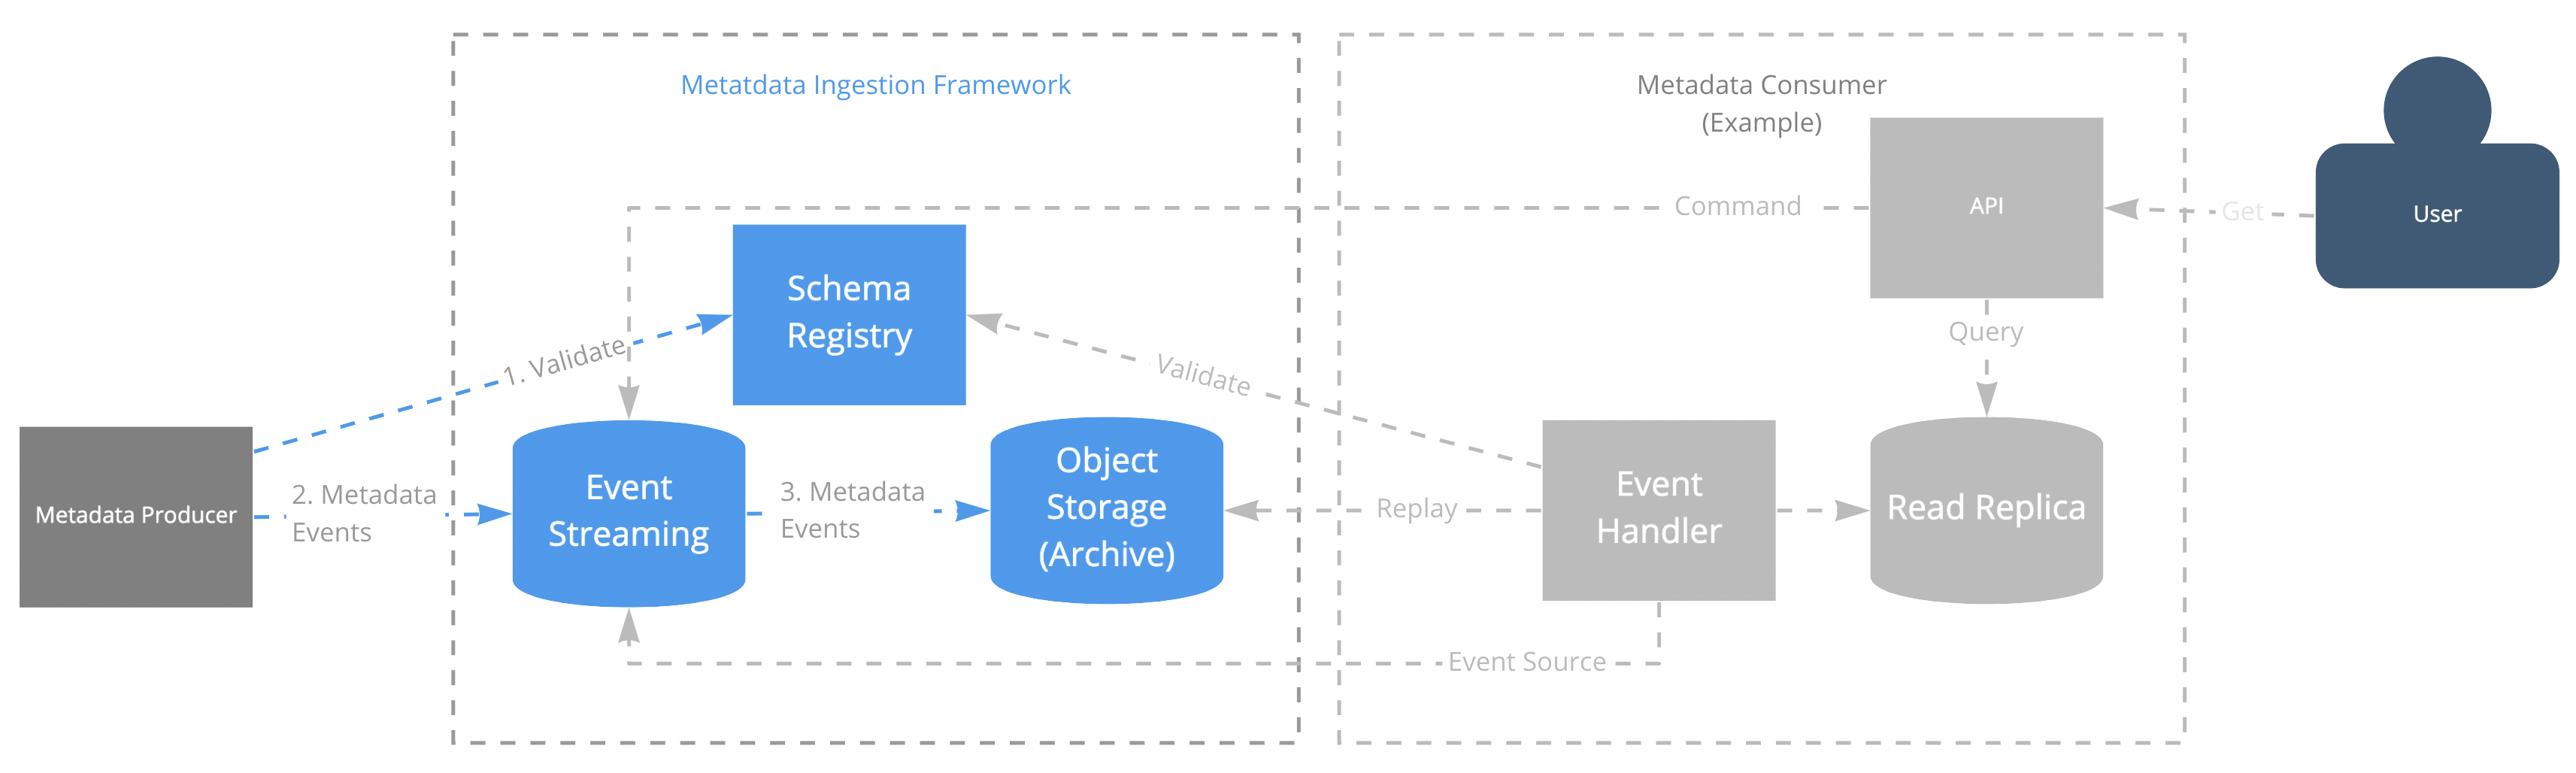 Metatdata Ingestion Framework
Metadata Consumer
(Example)
Command
API
Get
User
Schema
Registry
Query
1. Validate
Validate
Metadata Producer
2. Metadata
Events
Event
Streaming
3. Metadata
Events
Object
Storage
(Archive)
Replay
Event
Handler
Read Replica
Event Source